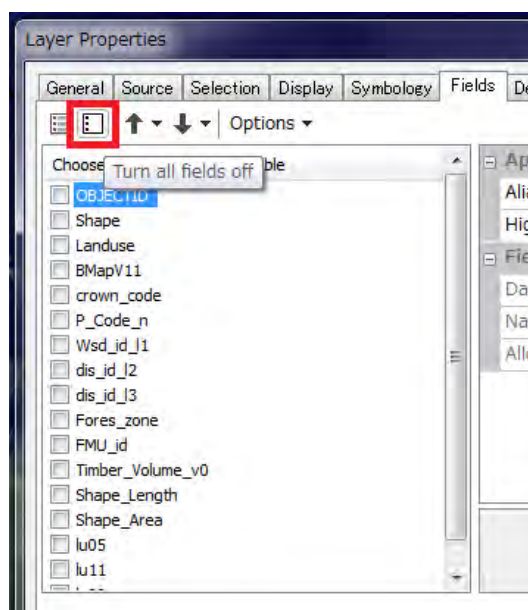 Layer Properties
General Source Selection Display Symbology Fields
Options
Choose ble
Turn all fields off
OBJECTID
Shape
Landuse
BMapV11
crown_code
P_Code_n
Wsd_id_l1
dis_id_l2
dis_id_l3
Fores_zone
FMU_id
Timber_Volume_v0
Shape_Length
Shape_Area
lu05
lu11